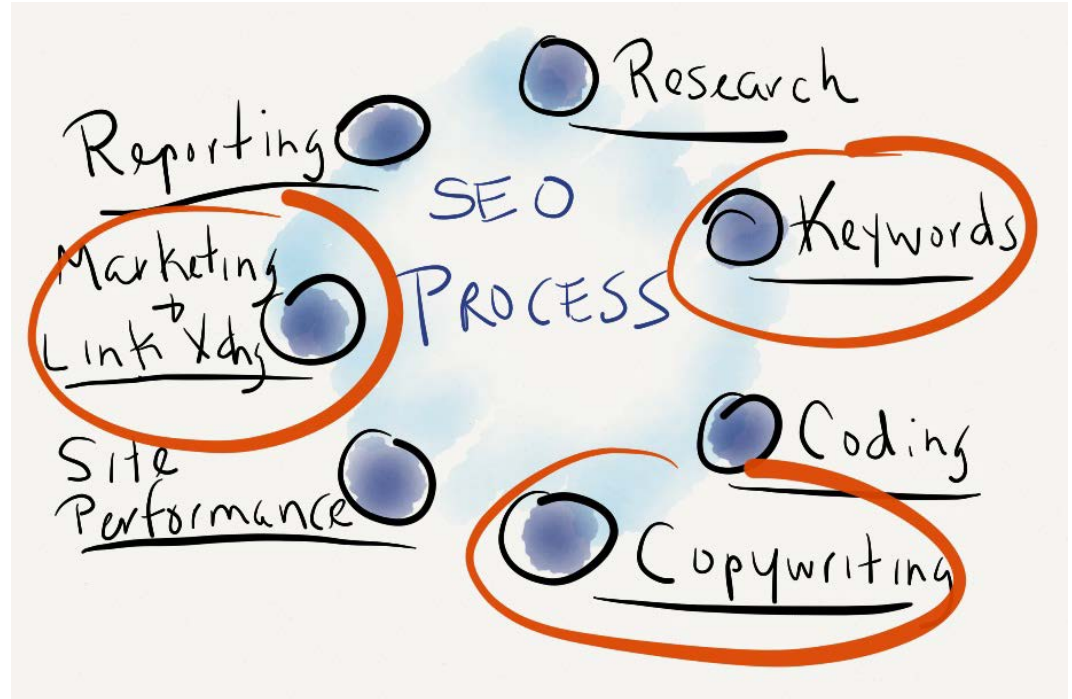 SEO
PROCESS
Research
Keywords
Coding
Copywriting
Site
Performance
Marketing
+
Link Xchg
Reporting